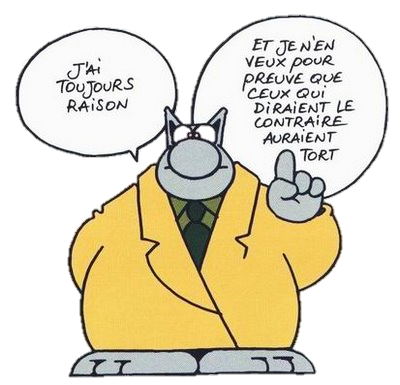 J'AI
TOUJOURS
RAISON
ET JE N'EN
VEUX POUR
PREUVE QUE
CEUX QUI
DIRAIENT LE
CONTRAIRE
AURAIENT
TORT